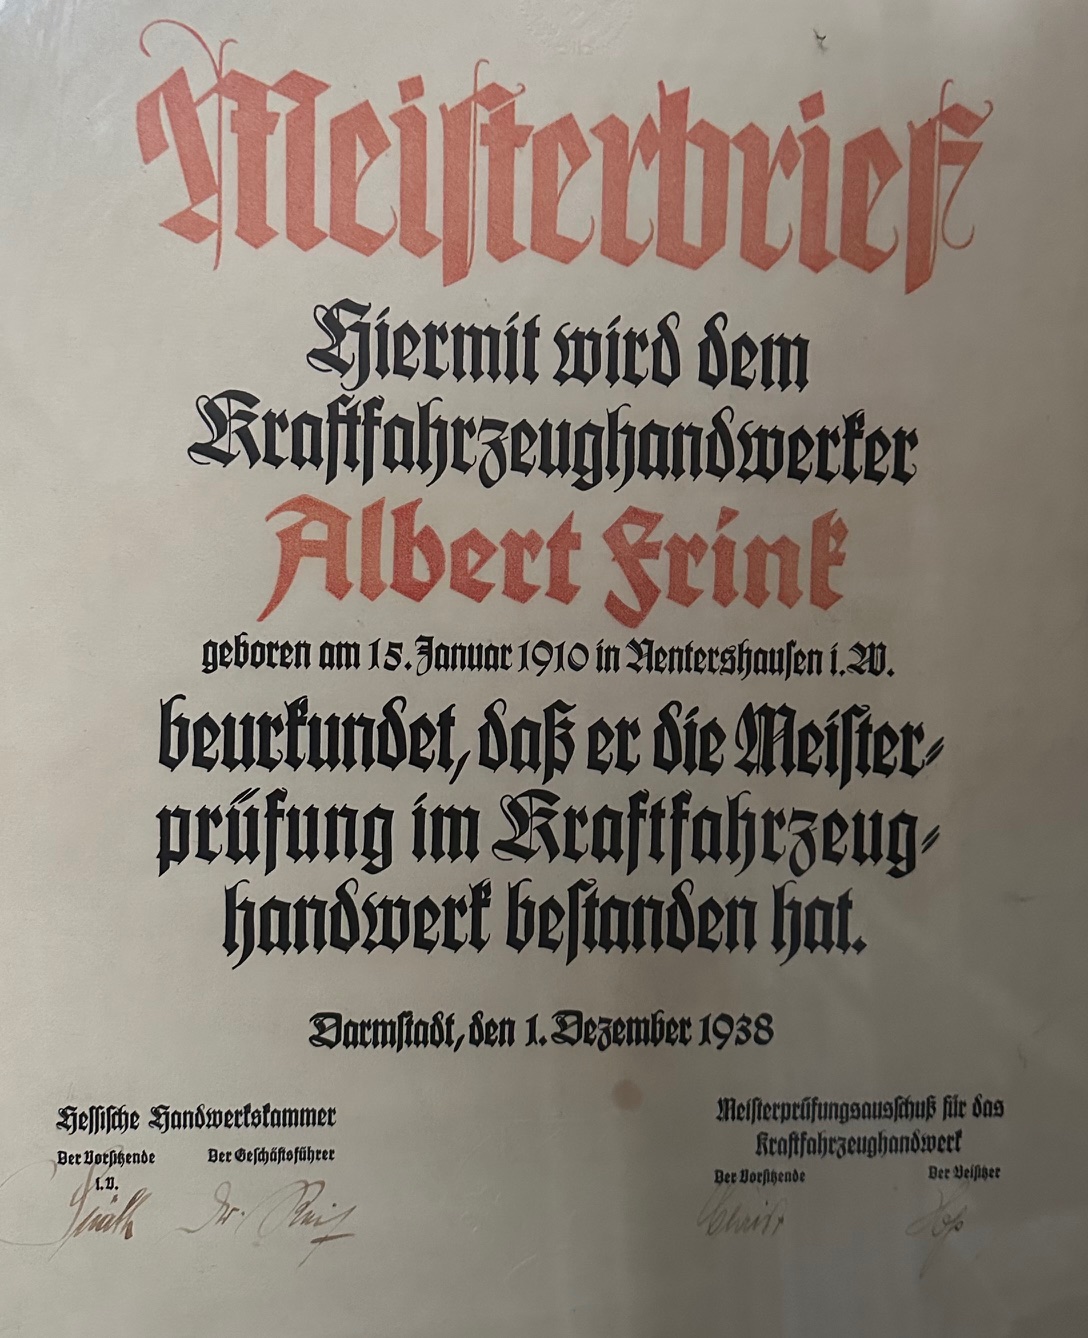 Meisterbrief
Hiermit wird dem
Kraftfahrzeughandwerker
Albert Frink
geboren am 15. Januar 1910 in Nentershausen i. W.
beurkundet, daß er die Meister-
prüfung im Kraftfahrzeug-
handwerk bestanden hat.
Darmstadt, den 1. Dezember 1938
Hessische Handwerkskammer
Der Vorsitzende Der Geschäftsführer
i. V.
Dr.
Meisterprüfungsausschuß für das
Kraftfahrzeughandwerk
Der Vorsitzende Der Beisitzer